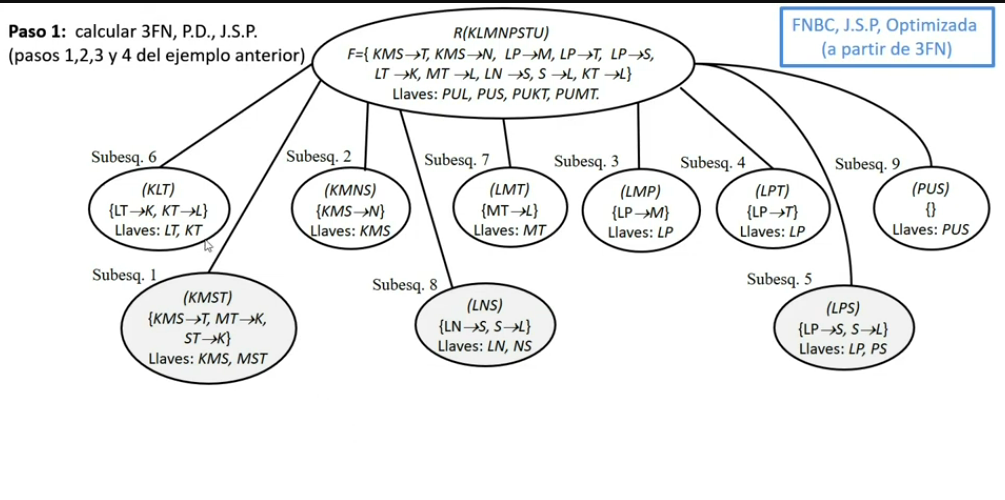 Paso 1: calcular 3FN, P.D., J.S.P.
(pasos 1,2,3 y 4 del ejemplo anterior)
R(KLMNPSTU)
F={ KMS→T, KMS→N, LP→M, LP→T, LP→S,
LT →K, MT →L, LN →S, S →L, KT →L}
Llaves: PUL, PUS, PUKT, PUMT.
FNBC, J.S.P, Optimizada
(a partir de 3FN)
Subesq. 6
(KLT)
{LT→K, KT→L}
Llaves: LT, KT
Subesq. 2
(KMNS)
{KMS→N}
Llaves: KMS
Subesq. 7
(LMT)
{MT→L}
Llaves: MT
Subesq. 3
(LMP)
{LP→M}
Llaves: LP
Subesq. 4
(LPT)
{LP→T}
Llaves: LP
Subesq. 9
(PUS)
{}
Llaves: PUS
Subesq. 1
(KMST)
{KMS→T, MT→K,
ST→K}
Llaves: KMS, MST
Subesq. 8
(LNS)
{LN→S, S→L}
Llaves: LN, NS
Subesq. 5
(LPS)
{LP→S, S→L}
Llaves: LP, PS